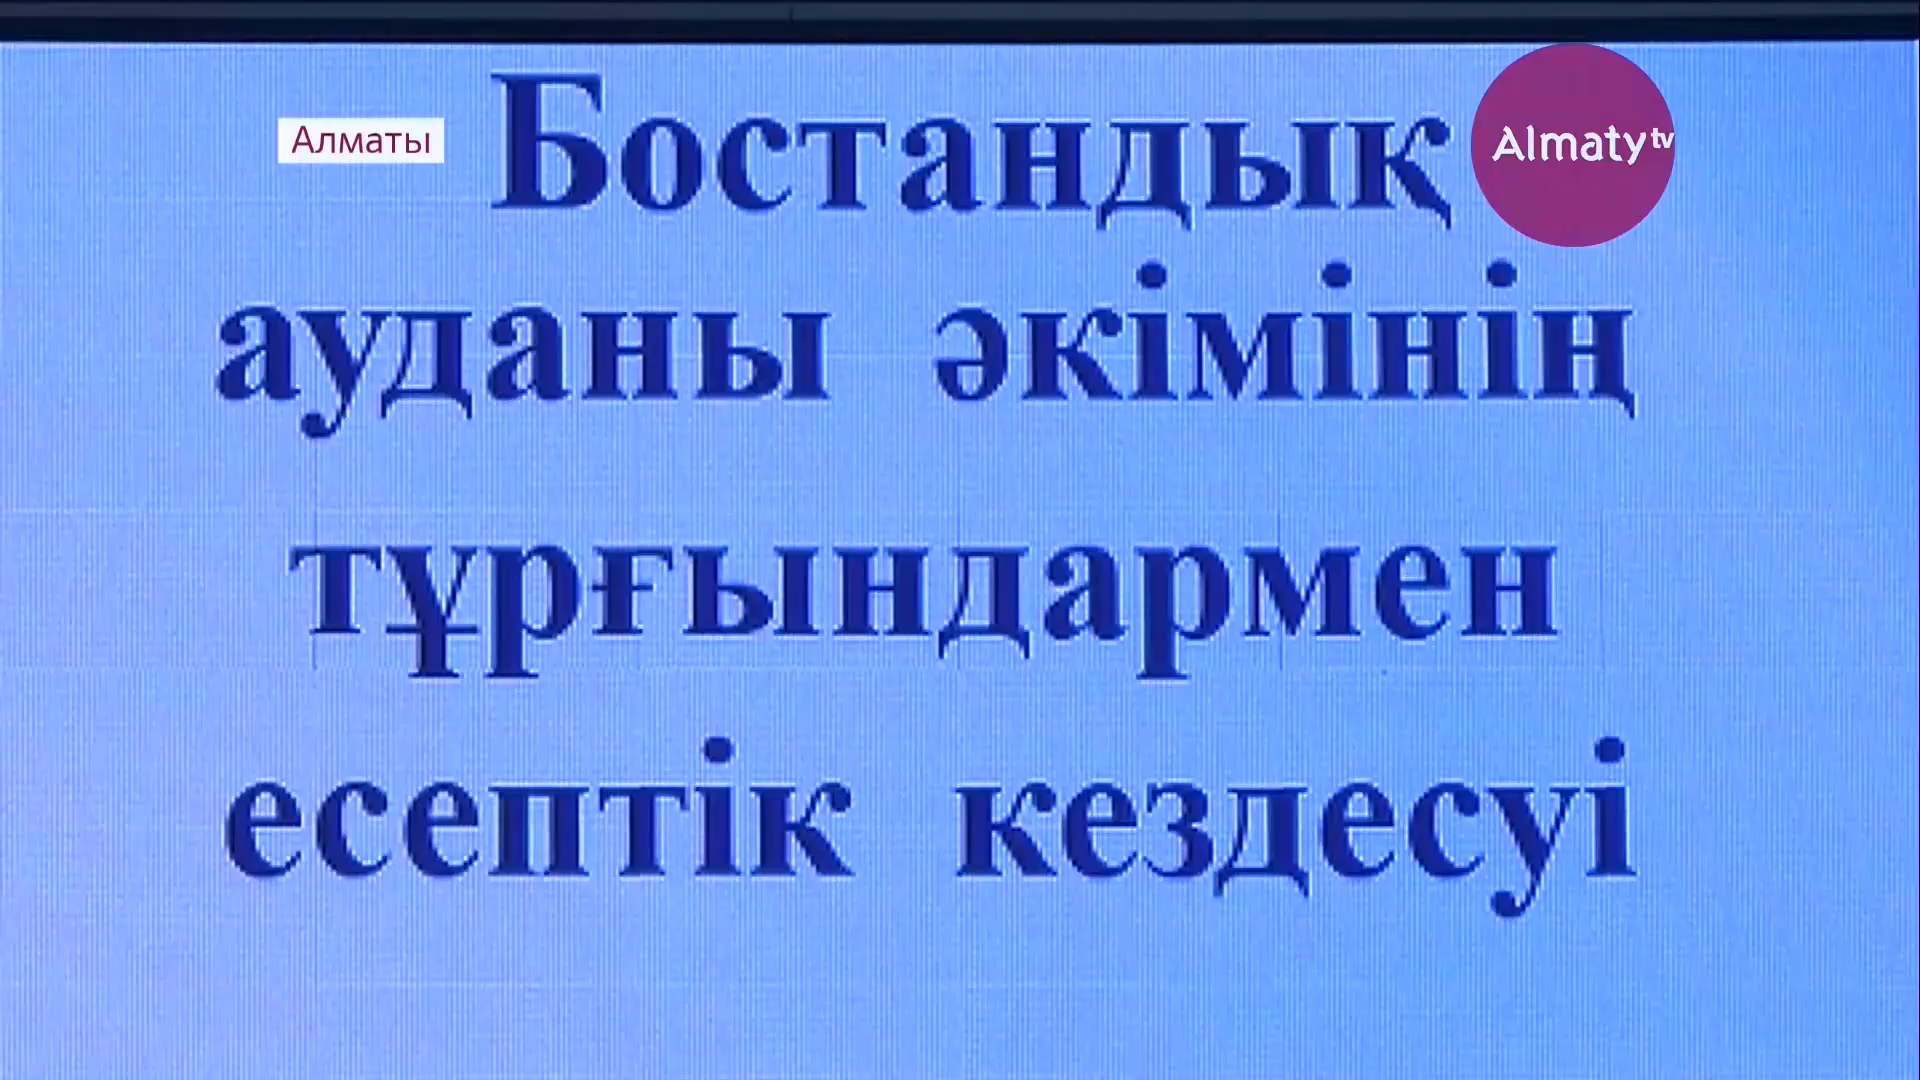 Алматы
Бостандық
Almaty tv
ауданы әкімінің
тұрғындармен
есептік кездесуі